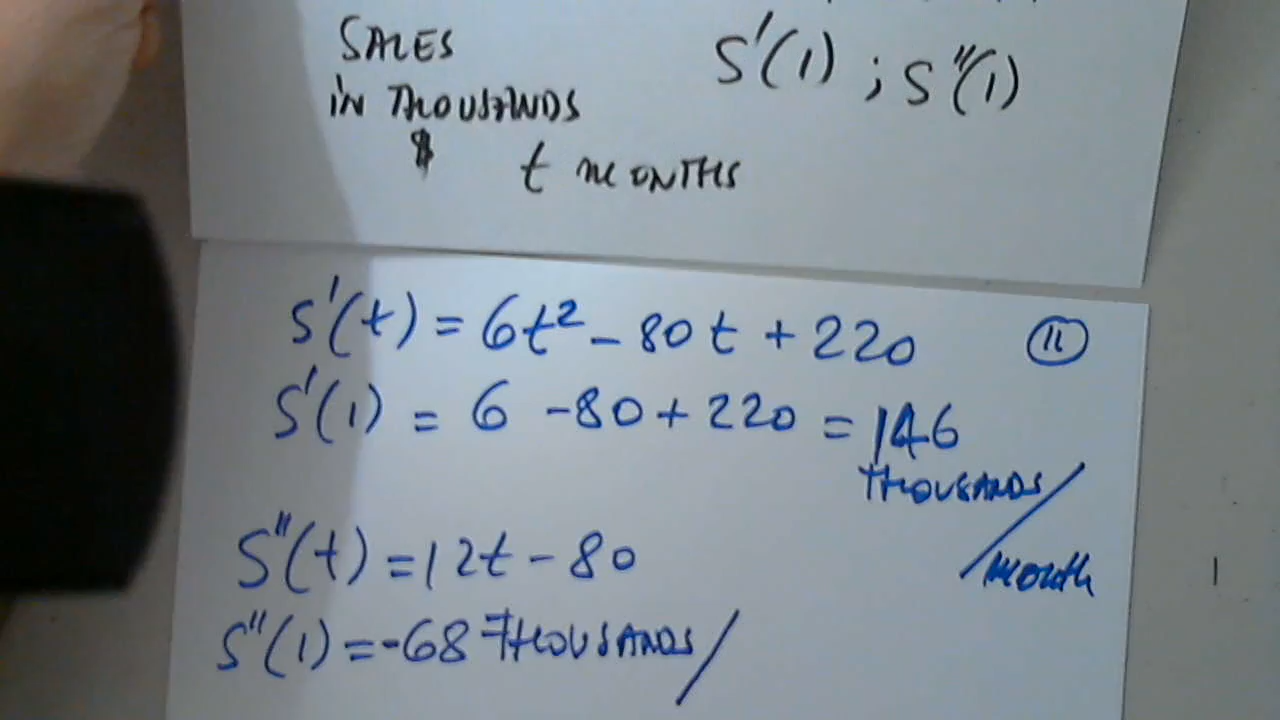 SALES
IN THOUSANDS
$
t MONTHS
S'(1) ; S"(1)
S'(t) = 6t² - 80t + 220
11
S'(1) = 6 - 80 + 220 = 146
THOUSANDS/
/month
S"(t) = 12t - 80
S"(1) = -68 THOUSANDS/